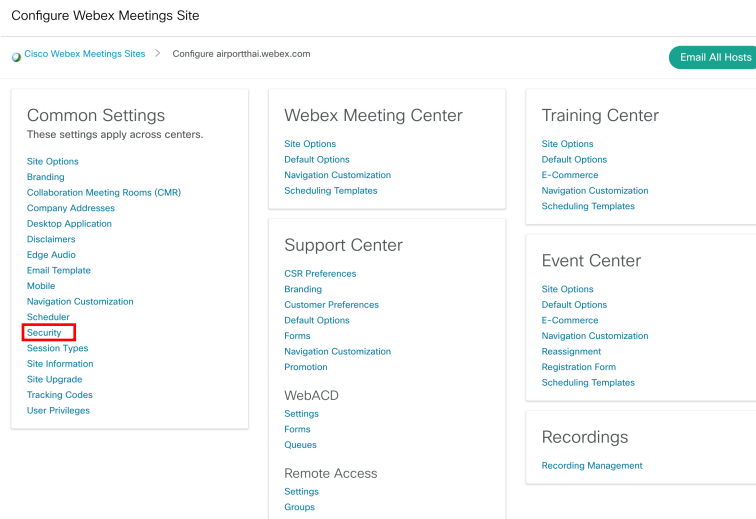 Configure Webex Meetings Site
Cisco Webex Meetings Sites > Configure airportthai.webex.com
Email All Hosts
Common Settings
These settings apply across centers.
Site Options
Branding
Collaboration Meeting Rooms (CMR)
Company Addresses
Desktop Application
Disclaimers
Edge Audio
Email Template
Mobile
Navigation Customization
Scheduler
Security
Session Types
Site Information
Site Upgrade
Tracking Codes
User Privileges
Webex Meeting Center
Site Options
Default Options
Navigation Customization
Scheduling Templates
Support Center
CSR Preferences
Branding
Customer Preferences
Default Options
Forms
Navigation Customization
Promotion
WebACD
Settings
Forms
Queues
Remote Access
Settings
Groups
Training Center
Site Options
Default Options
E-Commerce
Navigation Customization
Scheduling Templates
Event Center
Site Options
Default Options
E-Commerce
Navigation Customization
Reassignment
Registration Form
Scheduling Templates
Recordings
Recording Management